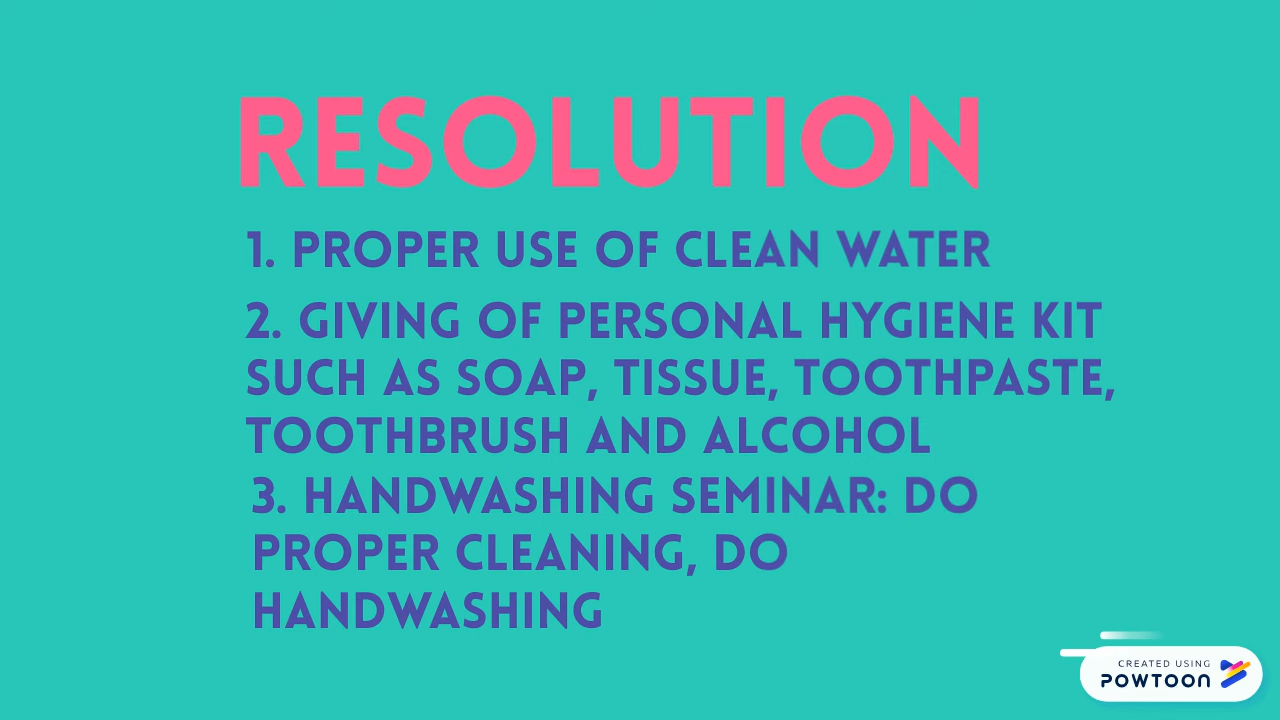 RESOLUTION
1. PROPER USE OF CLEAN WATER
2. GIVING OF PERSONAL HYGIENE KIT
SUCH AS SOAP, TISSUE, TOOTHPASTE,
TOOTHBRUSH AND ALCOHOL
3. HANDWASHING SEMINAR: DO
PROPER CLEANING, DO
HANDWASHING
CREATED USING
POWTOON